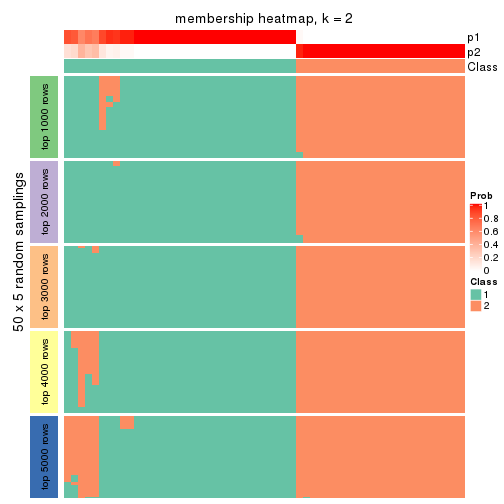 membership heatmap, k = 2
p1
p2
Class
50 x 5 random samplings
top 1000 rows
top 2000 rows
top 3000 rows
top 4000 rows
top 5000 rows
Prob
1
0.8
0.6
0.4
0.2
0
Class
1
2